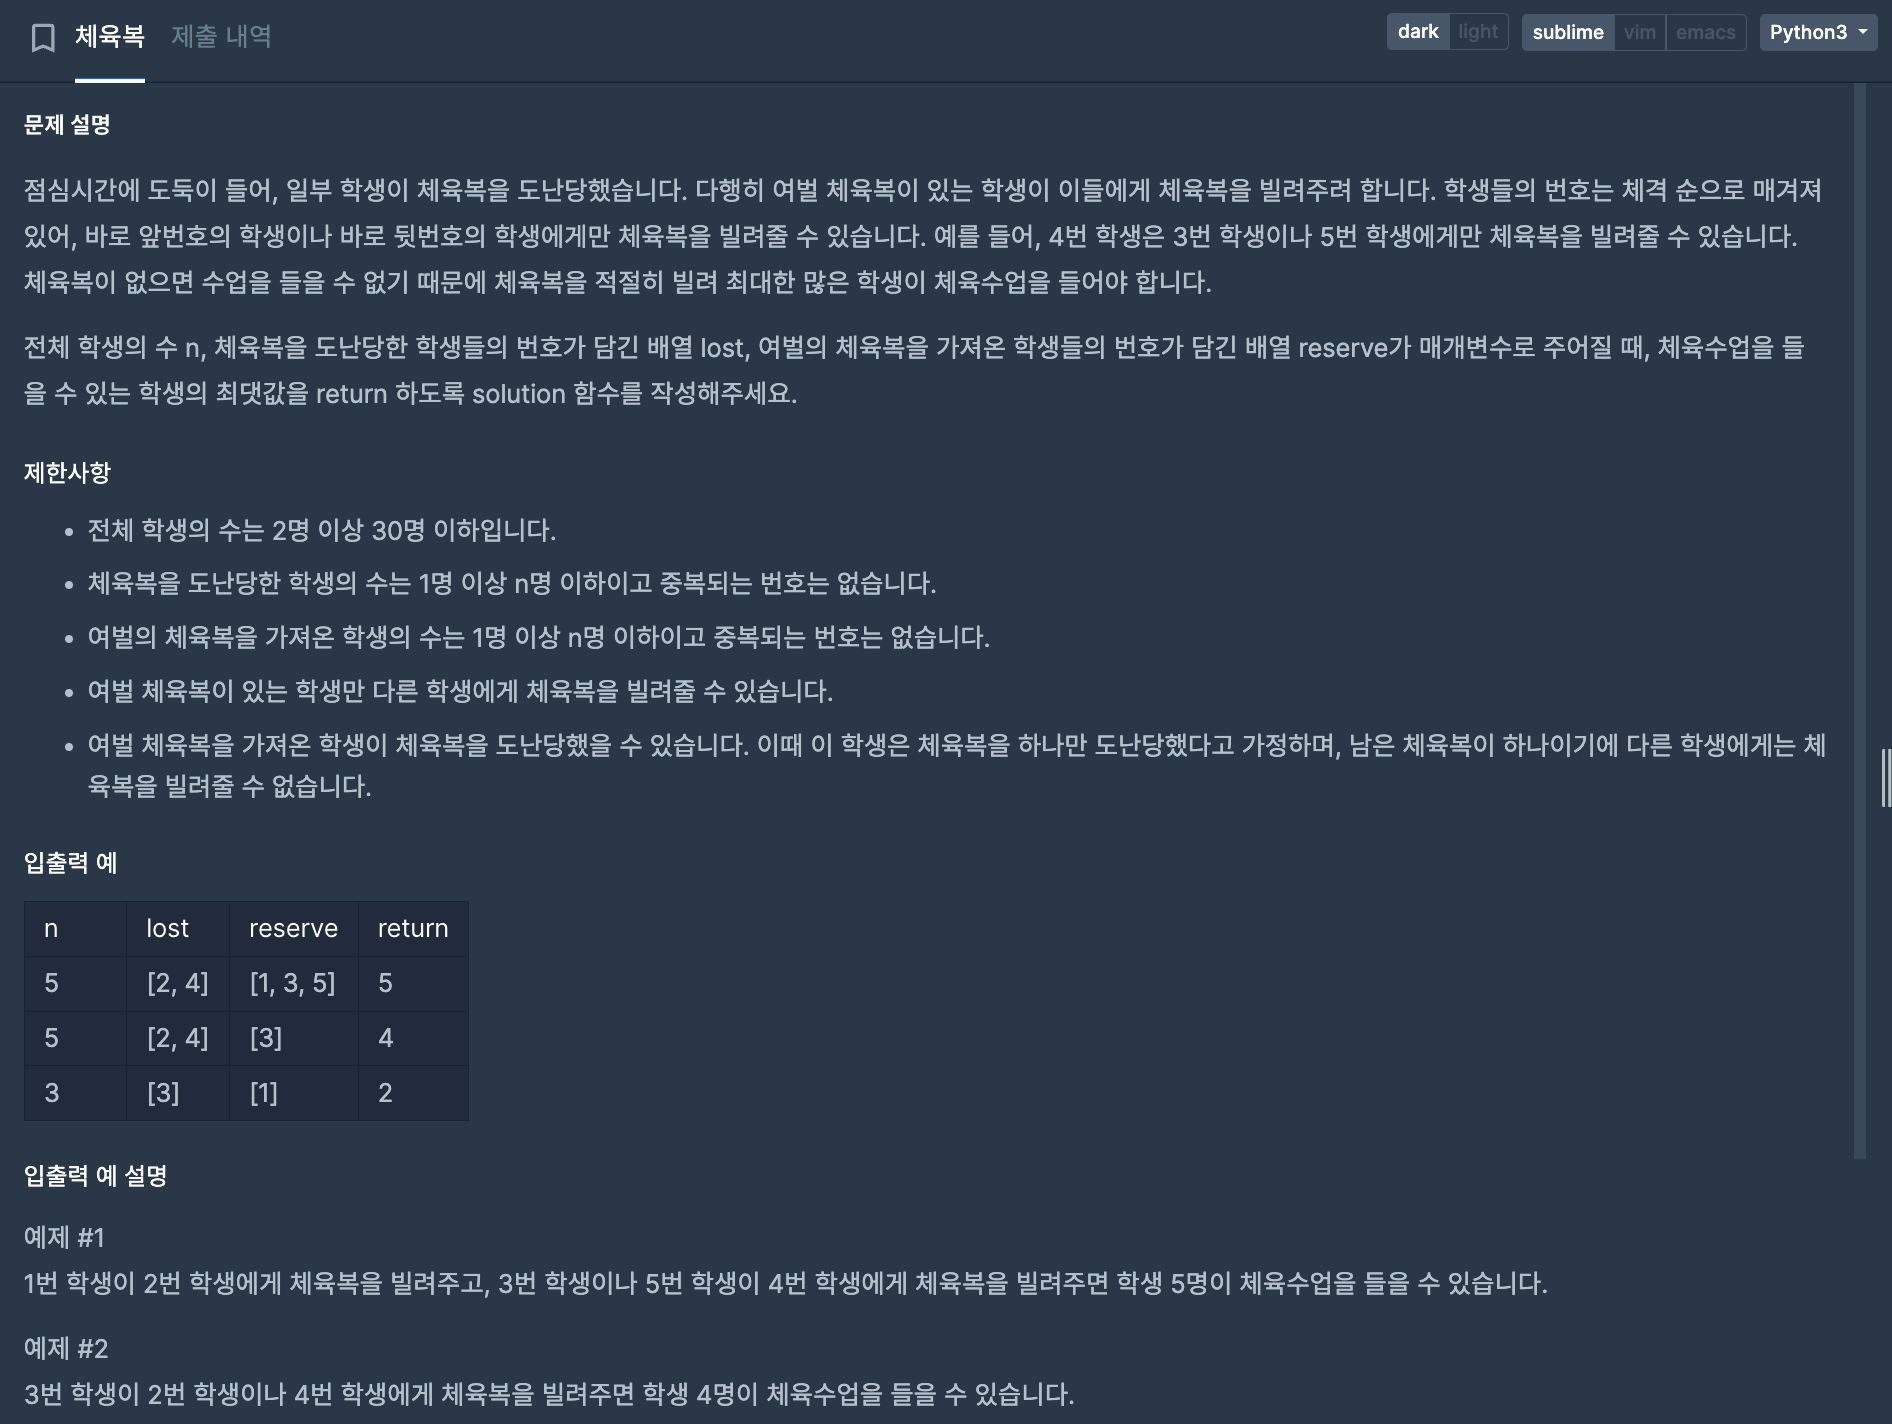 체육복 제출 내역 dark light sublime vim emacs Python3
문제 설명
점심시간에 도둑이 들어, 일부 학생이 체육복을 도난당했습니다. 다행히 여벌 체육복이 있는 학생이 이들에게 체육복을 빌려주려 합니다. 학생들의 번호는 체격 순으로 매겨져
있어, 바로 앞번호의 학생이나 바로 뒷번호의 학생에게만 체육복을 빌려줄 수 있습니다. 예를 들어, 4번 학생은 3번 학생이나 5번 학생에게만 체육복을 빌려줄 수 있습니다.
체육복이 없으면 수업을 들을 수 없기 때문에 체육복을 적절히 빌려 최대한 많은 학생이 체육수업을 들어야 합니다.
전체 학생의 수 n, 체육복을 도난당한 학생들의 번호가 담긴 배열 lost, 여벌의 체육복을 가져온 학생들의 번호가 담긴 배열 reserve가 매개변수로 주어질 때, 체육수업을 들
을 수 있는 학생의 최댓값을 return 하도록 solution 함수를 작성해주세요.
제한사항
• 전체 학생의 수는 2명 이상 30명 이하입니다.
• 체육복을 도난당한 학생의 수는 1명 이상 n명 이하이고 중복되는 번호는 없습니다.
• 여벌의 체육복을 가져온 학생의 수는 1명 이상 n명 이하이고 중복되는 번호는 없습니다.
• 여벌 체육복이 있는 학생만 다른 학생에게 체육복을 빌려줄 수 있습니다.
• 여벌 체육복을 가져온 학생이 체육복을 도난당했을 수 있습니다. 이때 이 학생은 체육복을 하나만 도난당했다고 가정하며, 남은 체육복이 하나이기에 다른 학생에게는 체
육복을 빌려줄 수 없습니다.
입출력 예
n lost reserve return
5 [2, 4] [1, 3, 5] 5
5 [2, 4] [3] 4
3 [3] [1] 2
입출력 예 설명
예제 #1
1번 학생이 2번 학생에게 체육복을 빌려주고, 3번 학생이나 5번 학생이 4번 학생에게 체육복을 빌려주면 학생 5명이 체육수업을 들을 수 있습니다.
예제 #2
3번 학생이 2번 학생이나 4번 학생에게 체육복을 빌려주면 학생 4명이 체육수업을 들을 수 있습니다.